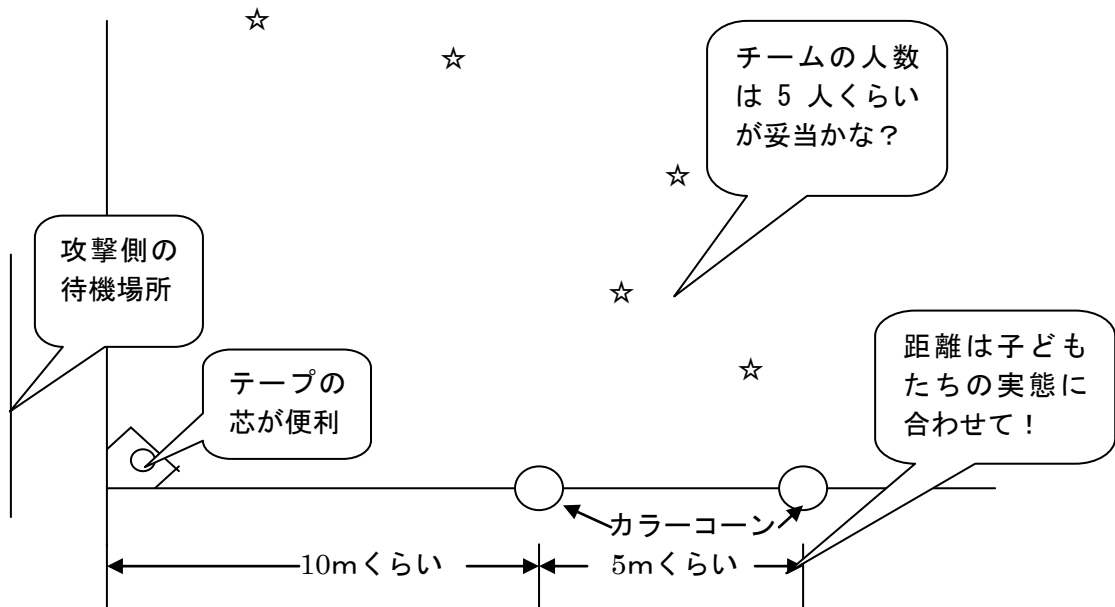 チームの人数
は 5 人くらい
が妥当かな？
攻撃側の
待機場所
テープの
芯が便利
距離は子ども
たちの実態に
合わせて！
カラーコーン
10ｍくらい
5ｍくらい